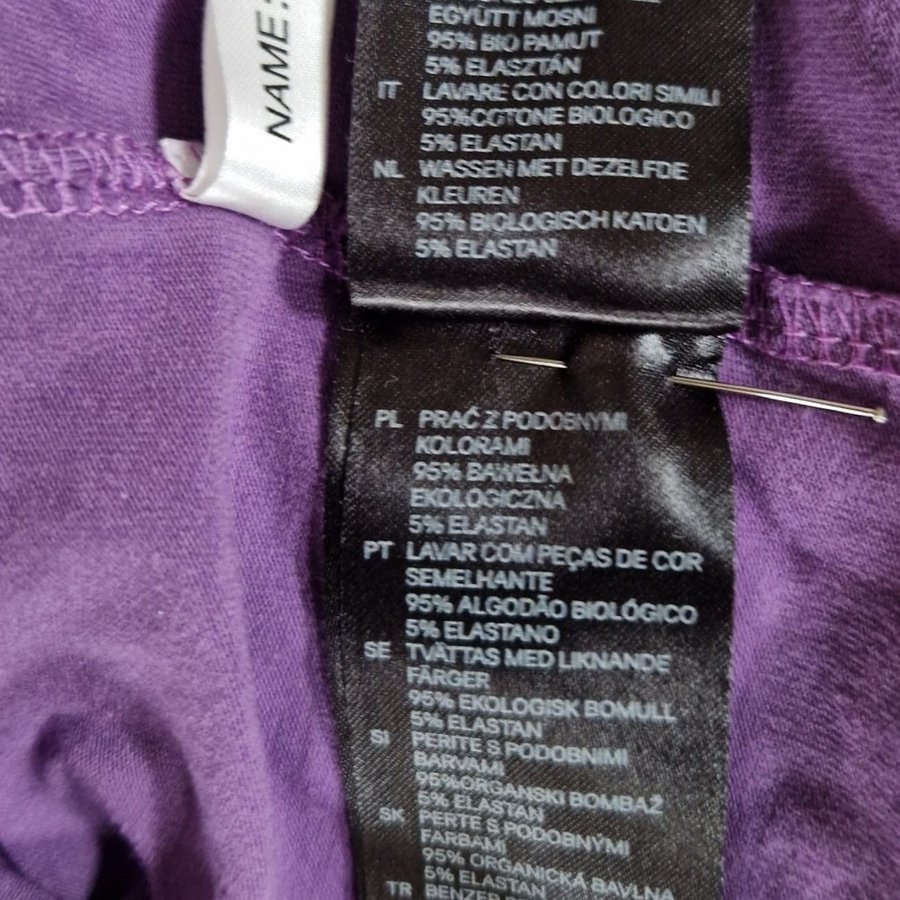 NAME:
EGYÜTT MOSNI
95% BIO PAMUT
5% ELASZTÁN
IT LAVARE CON COLORI SIMILI
95%COTONE BIOLOGICO
5% ELASTAN
NL WASSEN MET DEZELFDE
KLEUREN
95% BIOLOGISCH KATOEN
5% ELASTAN
PL PRAĆ Z PODOBNYMI
KOLORAMI
95% BAWEŁNA
EKOLOGICZNA
5% ELASTAN
PT LAVAR COM PEÇAS DE COR
SEMELHANTE
95% ALGODÃO BIOLÓGICO
5% ELASTANO
SE TVÄTTAS MED LIKNANDE
FÄRGER
95% EKOLOGISK BOMULL
5% ELASTAN
SI PERITE S PODOBNIMI
BARVAMI
95%ORGANSKI BOMBAŽ
5% ELASTAN
SK PERTE S PODOBNÝMI
FARBAMI
95% ORGANICKÁ BAVLNA
5% ELASTAN
TR BENZER